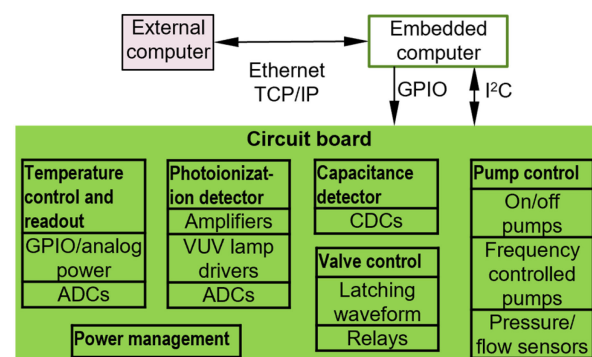 External
computer
Embedded
computer
Ethernet
TCP/IP
GPIO
I²C
Circuit board
Temperature
control and
readout
GPIO/analog
power
ADCs
Photoionizat-
ion detector
Amplifiers
VUV lamp
drivers
ADCs
Capacitance
detector
CDCs
Valve control
Latching
waveform
Relays
Pump control
On/off
pumps
Frequency
controlled
pumps
Pressure/
flow sensors
Power management